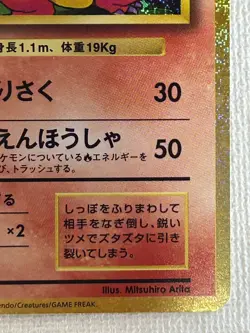 身長1.1m、体重19Kg
りさく 30
えんほうしゃ 50
ポケモンについている🔥エネルギーを
び、トラッシュする。
る
×2
しっぽをふりまわして
相手をなぎ倒し、鋭い
ツメでズタズタに引き
裂いてしまう。
Illus. Mitsuhiro Arita
ndo/Creatures/GAME FREAK.